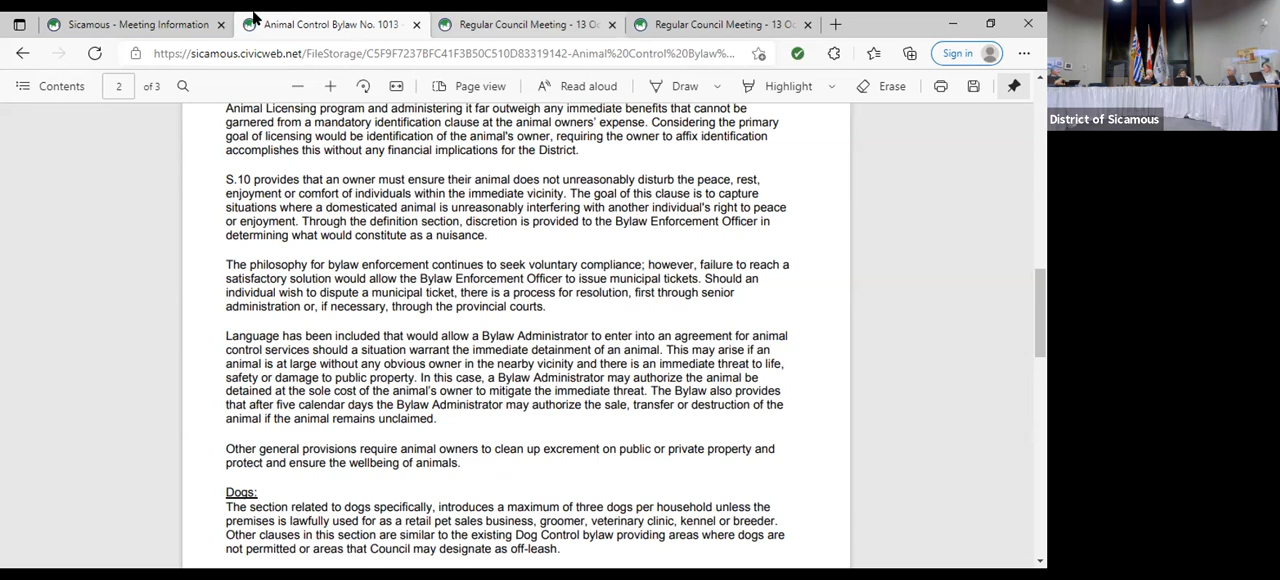 Sicamous - Meeting Information
Animal Control Bylaw No. 1013 -
Regular Council Meeting - 13 Oc
Regular Council Meeting - 13 Oc
https://sicamous.civicweb.net/FileStorage/C5F9F7237BFC41F3B50C510D83319142-Animal%20Control%20Bylaw%...
Sign in
Contents
2
of 3
Page view
Read aloud
Draw
Highlight
Erase
District of Sicamous
Animal Licensing program and administering it far outweigh any immediate benefits that cannot be
garnered from a mandatory identification clause at the animal owners' expense. Considering the primary
goal of licensing would be identification of the animal's owner, requiring the owner to affix identification
accomplishes this without any financial implications for the District.
S.10 provides that an owner must ensure their animal does not unreasonably disturb the peace, rest,
enjoyment or comfort of individuals within the immediate vicinity. The goal of this clause is to capture
situations where a domesticated animal is unreasonably interfering with another individual's right to peace
or enjoyment. Through the definition section, discretion is provided to the Bylaw Enforcement Officer in
determining what would constitute as a nuisance.
The philosophy for bylaw enforcement continues to seek voluntary compliance; however, failure to reach a
satisfactory solution would allow the Bylaw Enforcement Officer to issue municipal tickets. Should an
individual wish to dispute a municipal ticket, there is a process for resolution, first through senior
administration or, if necessary, through the provincial courts.
Language has been included that would allow a Bylaw Administrator to enter into an agreement for animal
control services should a situation warrant the immediate detainment of an animal. This may arise if an
animal is at large without any obvious owner in the nearby vicinity and there is an immediate threat to life,
safety or damage to public property. In this case, a Bylaw Administrator may authorize the animal be
detained at the sole cost of the animal's owner to mitigate the immediate threat. The Bylaw also provides
that after five calendar days the Bylaw Administrator may authorize the sale, transfer or destruction of the
animal if the animal remains unclaimed.
Other general provisions require animal owners to clean up excrement on public or private property and
protect and ensure the wellbeing of animals.
Dogs:
The section related to dogs specifically, introduces a maximum of three dogs per household unless the
premises is lawfully used for as a retail pet sales business, groomer, veterinary clinic, kennel or breeder.
Other clauses in this section are similar to the existing Dog Control bylaw providing areas where dogs are
not permitted or areas that Council may designate as off-leash.